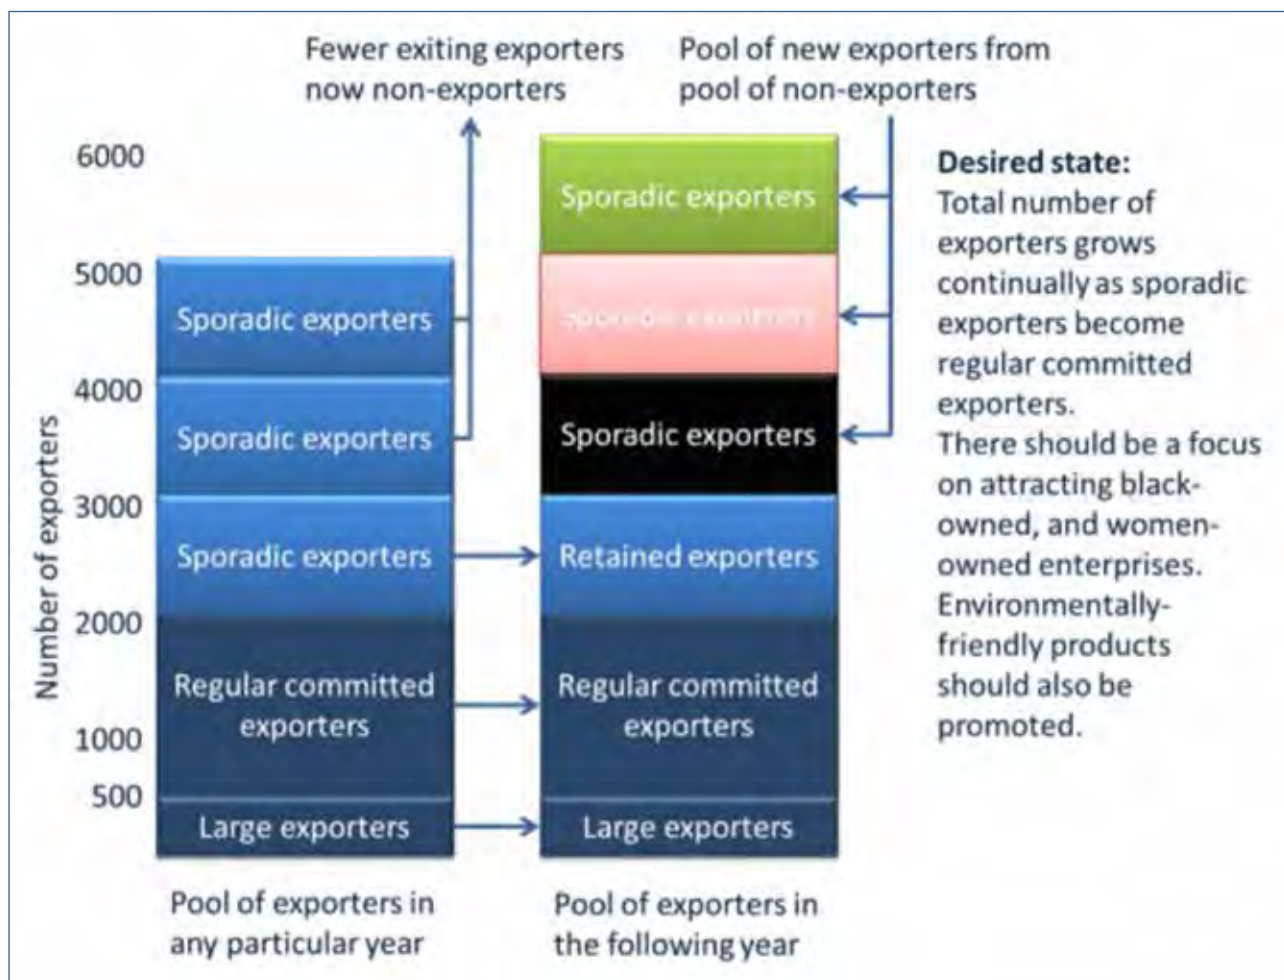 Fewer exiting exporters
now non-exporters
Pool of new exporters from
pool of non-exporters
6000
5000
4000
3000
2000
1000
500
Number of exporters
Sporadic exporters
Sporadic exporters
Sporadic exporters
Regular committed
exporters
Large exporters
Pool of exporters in
any particular year
Sporadic exporters
Sporadic exporters
Sporadic exporters
Retained exporters
Regular committed
exporters
Large exporters
Pool of exporters in
the following year
Desired state:
Total number of
exporters grows
continually as sporadic
exporters become
regular committed
exporters.
There should be a focus
on attracting black-
owned, and women-
owned enterprises.
Environmentally-
friendly products
should also be
promoted.